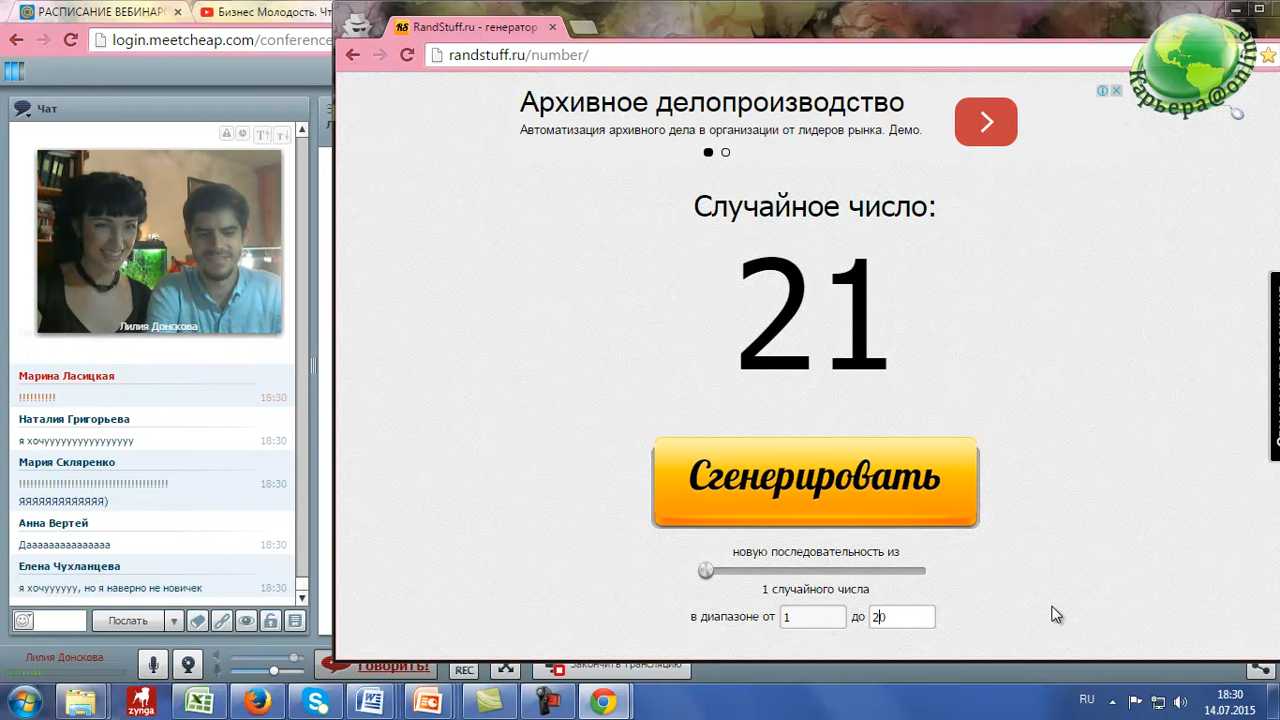 РАСПИСАНИЕ ВЕБИНАР
Бизнес Молодость. Чт
login.meetcheap.com/conference
RS RandStuff.ru - генератор
randstuff.ru/number/
Карьера@online
Чат
Лилия Донскова
Марина Ласицкая
!!!!!!!!!! 18:30
Наталия Григорьева
я хочууууууууууууууууу 18:30
Мария Скляренко
!!!!!!!!!!!!!!!!!!!!!!!!!!!!!!!!!!!!!!!! 18:30
ЯЯЯЯЯЯЯЯЯЯЯЯЯ)
Анна Вертей
Дааааааааааааааа 18:30
Елена Чухланцева
я хочуууууу, но я наверно не новичек 18:30
Послать
Лилия Донскова
Архивное делопроизводство
Автоматизация архивного дела в организации от лидеров рынка. Демо.
Случайное число:
21
Сгенерировать
новую последовательность из
1 случайного числа
в диапазоне от 1 до 20
Говорить!
REC
Закончить трансляцию
zynga
RU
18:30
14.07.2015